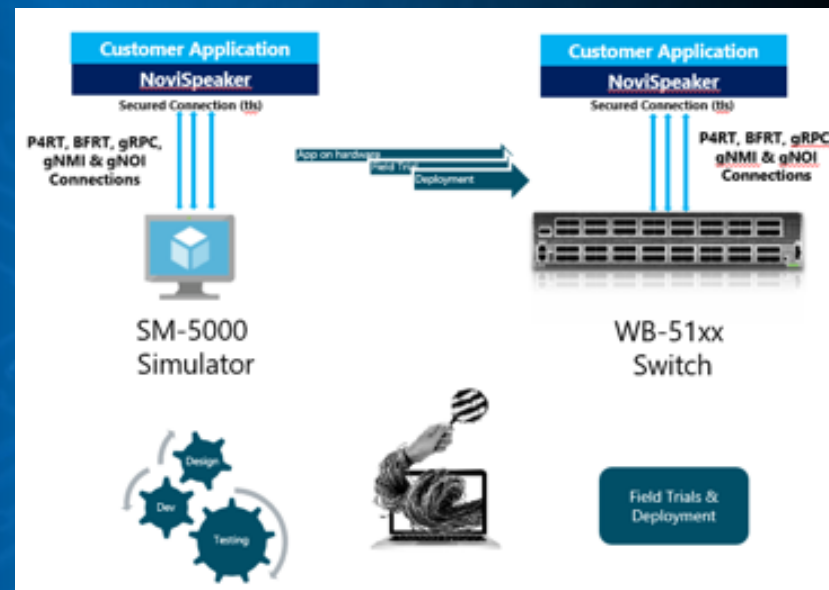 Customer Application
NoviSpeaker
Secured Connection (tls)
P4RT, BFRT, gRPC,
gNMI & gNOI
Connections
App on hardware
Field Trial
Deployment
Customer Application
NoviSpeaker
Secured Connection (tls)
P4RT, BFRT, gRPC
gNMI & gNOI
Connections
SM-5000
Simulator
WB-51xx
Switch
Design
Dev
Testing
Field Trials &
Deployment